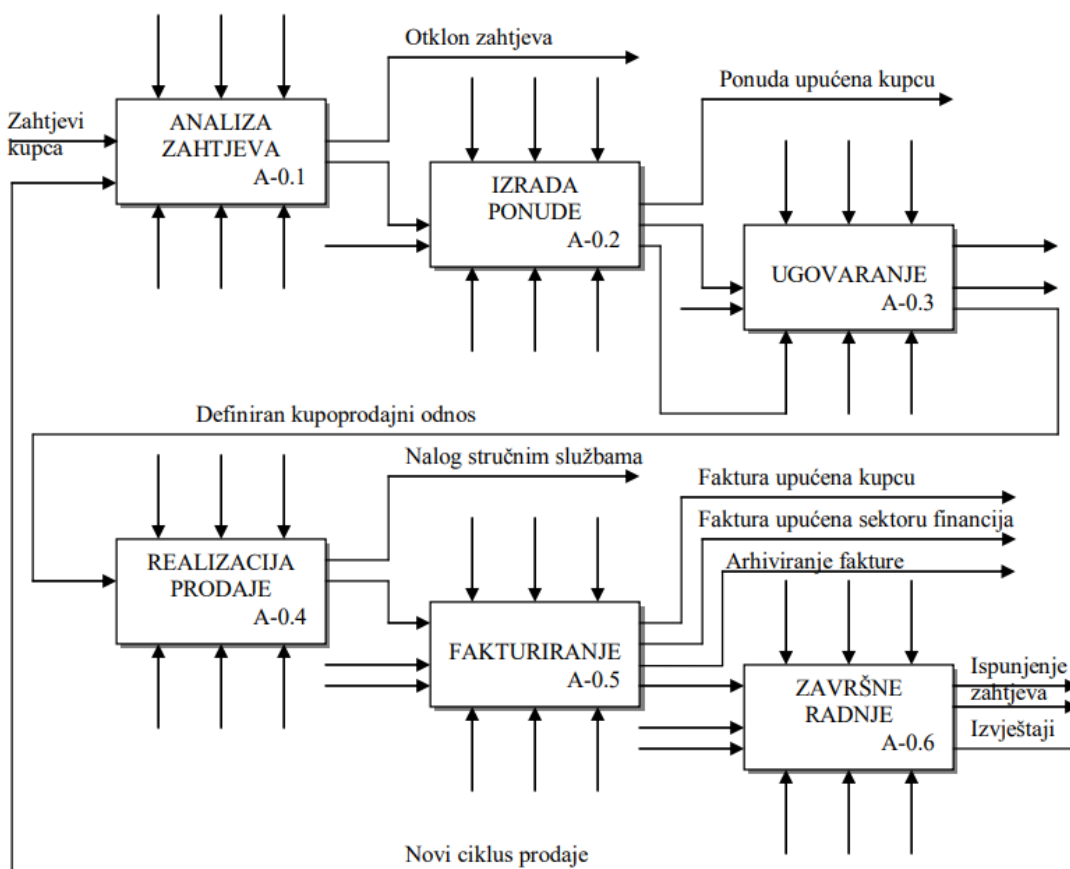 Otklon zahtjeva
Ponuda upućena kupcu
Zahtjevi
kupca
ANALIZA
ZAHTJEVA
A-0.1
IZRADA
PONUDE
A-0.2
UGOVARANJE
A-0.3
Definiran kupoprodajni odnos
Nalog stručnim službama
Faktura upućena kupcu
Faktura upućena sektoru financija
Arhiviranje fakture
REALIZACIJA
PRODAJE
A-0.4
FAKTURIRANJE
A-0.5
ZAVRŠNE
RADNJE
A-0.6
Ispunjenje
zahtjeva
Izvještaji
Novi ciklus prodaje